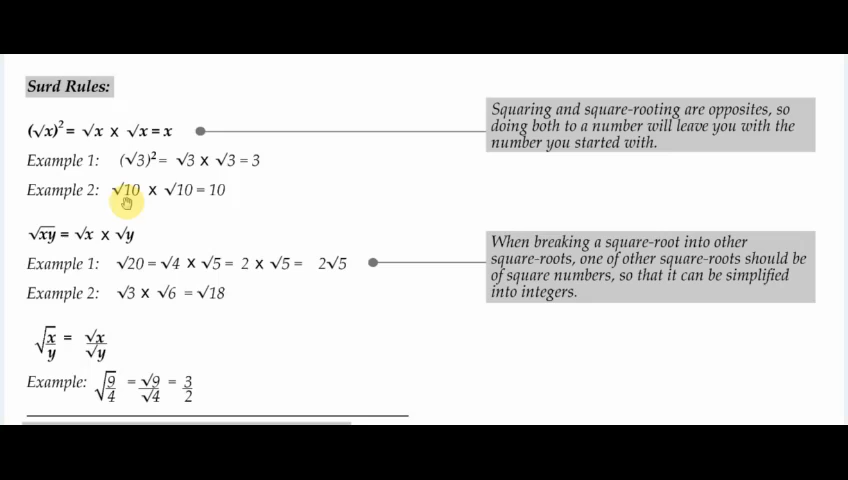 Surd Rules:
(√x)² = √x x √x = x
Squaring and square-rooting are opposites, so
doing both to a number will leave you with the
number you started with.
Example 1: (√3)² = √3 x √3 = 3
Example 2: √10 x √10 = 10
√xy = √x x √y
When breaking a square-root into other
square-roots, one of other square-roots should be
of square numbers, so that it can be simplified
into integers.
Example 1: √20 = √4 x √5 = 2 x √5 = 2√5
Example 2: √3 x √6 = √18
√x/y = √x/√y
Example: √9/4 = √9/√4 = 3/2